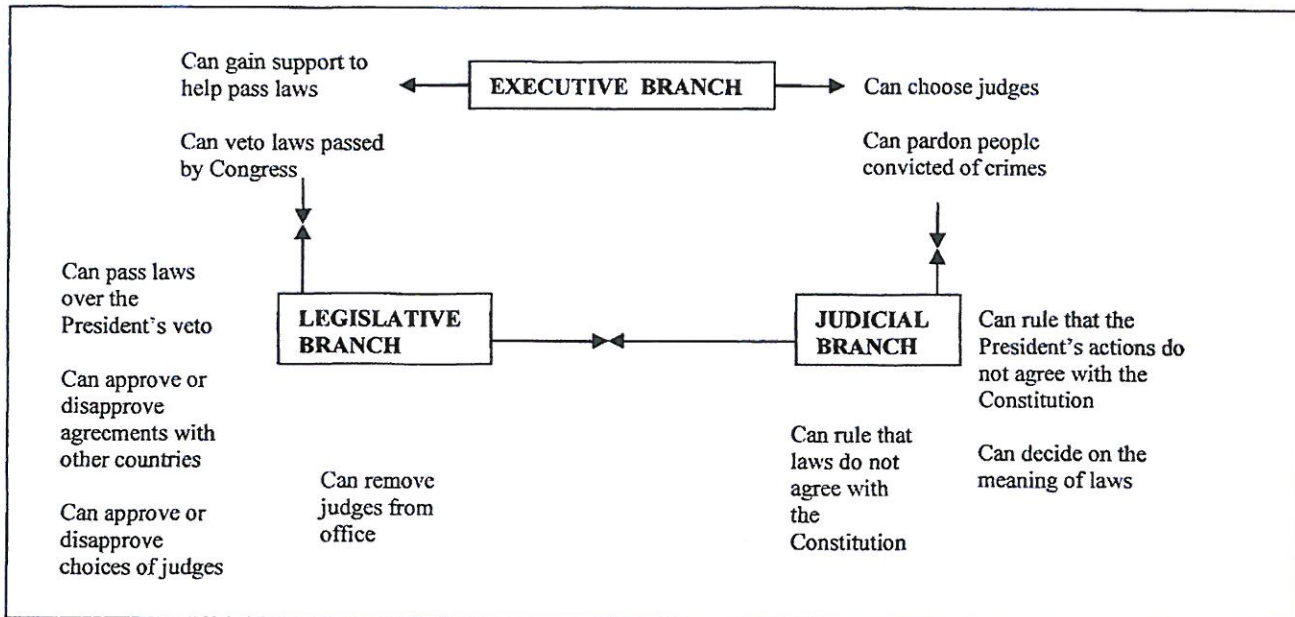 Can gain support to
help pass laws
Can veto laws passed
by Congress
EXECUTIVE BRANCH
Can choose judges
Can pardon people
convicted of crimes
Can pass laws
over the
President's veto
Can approve or
disapprove
agreements with
other countries
Can approve or
disapprove
choices of judges
LEGISLATIVE
BRANCH
Can remove
judges from
office
JUDICIAL
BRANCH
Can rule that
laws do not
agree with
the
Constitution
Can rule that the
President's actions do
not agree with the
Constitution
Can decide on the
meaning of laws